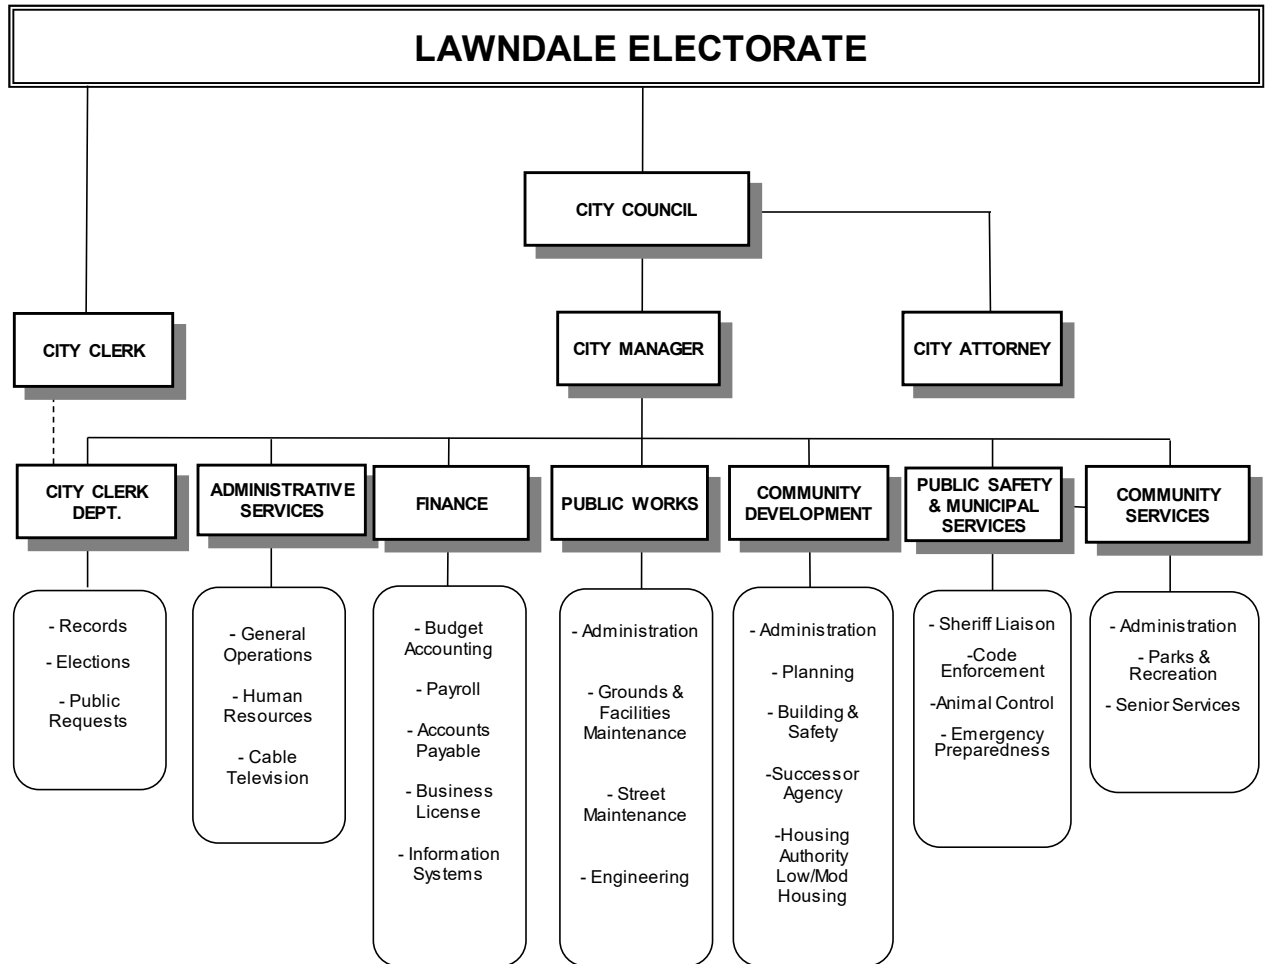 LAWNDALE ELECTORATE
CITY COUNCIL
CITY CLERK
CITY MANAGER
CITY ATTORNEY
CITY CLERK
DEPT.
ADMINISTRATIVE
SERVICES
FINANCE
PUBLIC WORKS
COMMUNITY
DEVELOPMENT
PUBLIC SAFETY
& MUNICIPAL
SERVICES
COMMUNITY
SERVICES
- Records
- Elections
- Public
Requests
- General
Operations
- Human
Resources
- Cable
Television
- Budget
Accounting
- Payroll
- Accounts
Payable
- Business
License
- Information
Systems
- Administration
- Grounds &
Facilities
Maintenance
- Street
Maintenance
- Engineering
- Administration
- Planning
- Building &
Safety
-Successor
Agency
-Housing
Authority
Low/Mod
Housing
- Sheriff Liaison
-Code
Enforcement
-Animal Control
- Emergency
Preparedness
- Administration
- Parks &
Recreation
- Senior Services